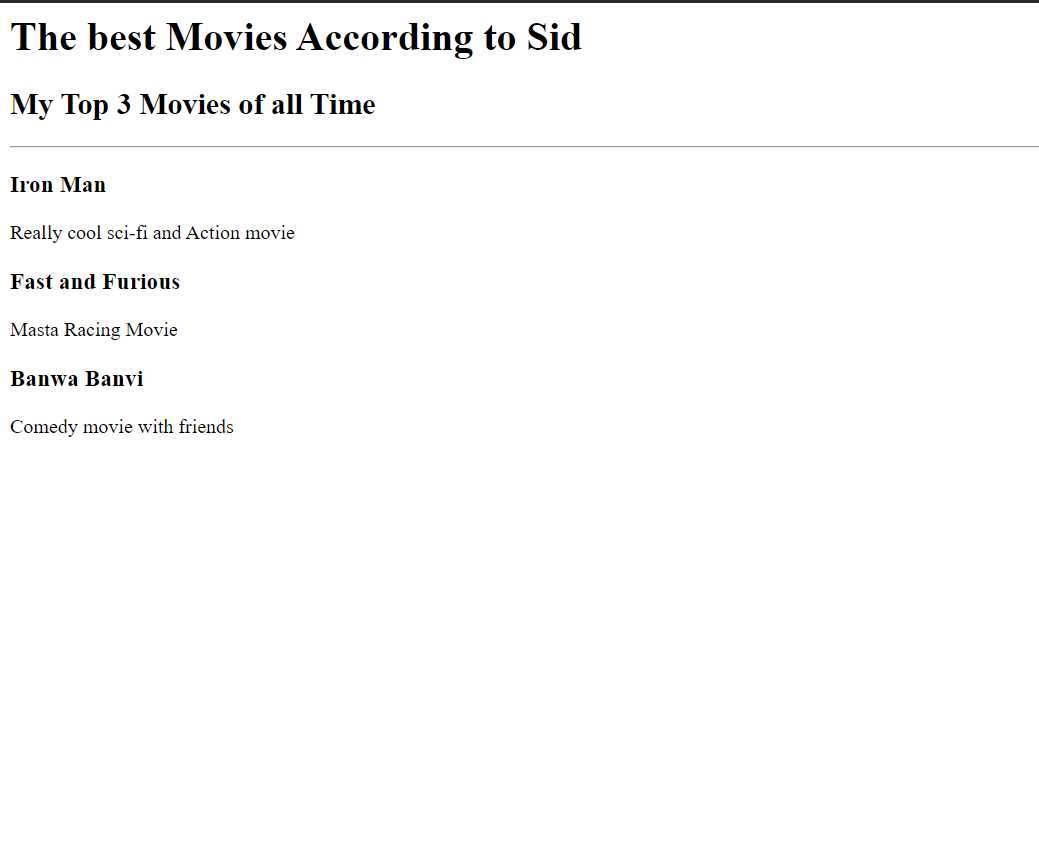 The best Movies According to Sid
My Top 3 Movies of all Time
Iron Man
Really cool sci-fi and Action movie
Fast and Furious
Masta Racing Movie
Banwa Banvi
Comedy movie with friends